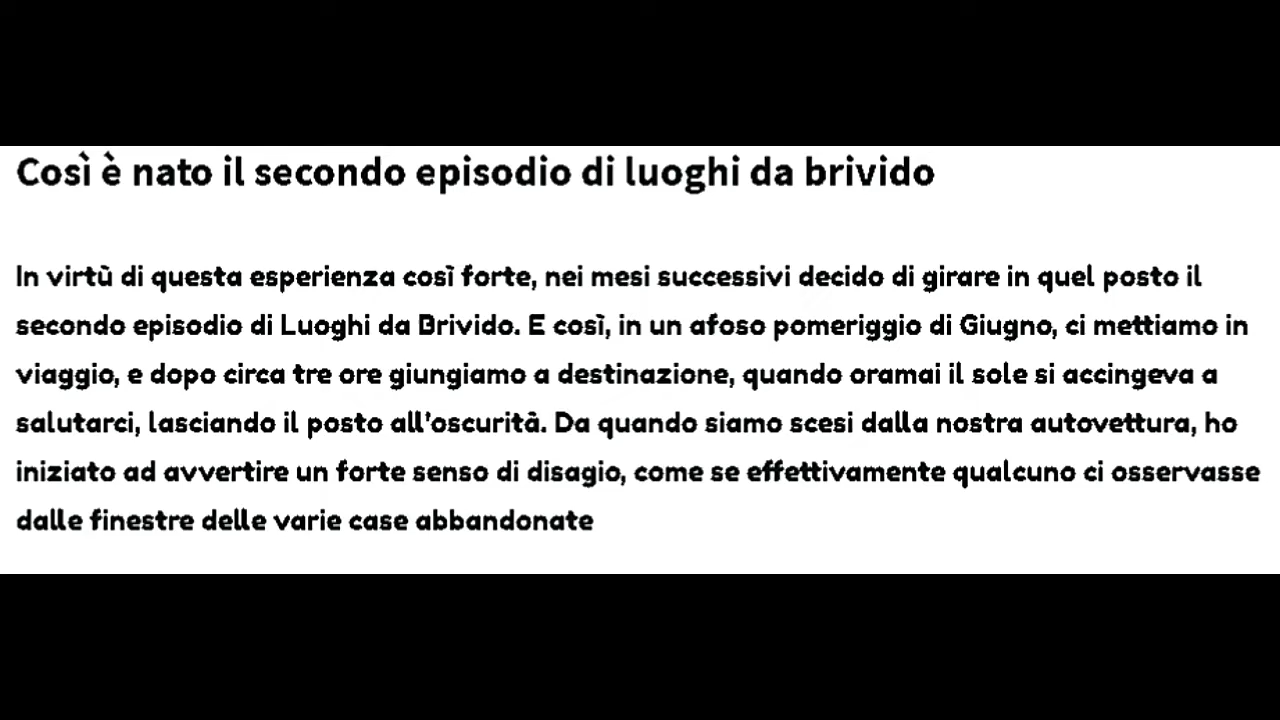 Così è nato il secondo episodio di luoghi da brivido
In virtù di questa esperienza così forte, nei mesi successivi decido di girare in quel posto il
secondo episodio di Luoghi da Brivido. E così, in un afoso pomeriggio di Giugno, ci mettiamo in
viaggio, e dopo circa tre ore giungiamo a destinazione, quando oramai il sole si accingeva a
salutarci, lasciando il posto all'oscurità. Da quando siamo scesi dalla nostra autovettura, ho
iniziato ad avvertire un forte senso di disagio, come se effettivamente qualcuno ci osservasse
dalle finestre delle varie case abbandonate